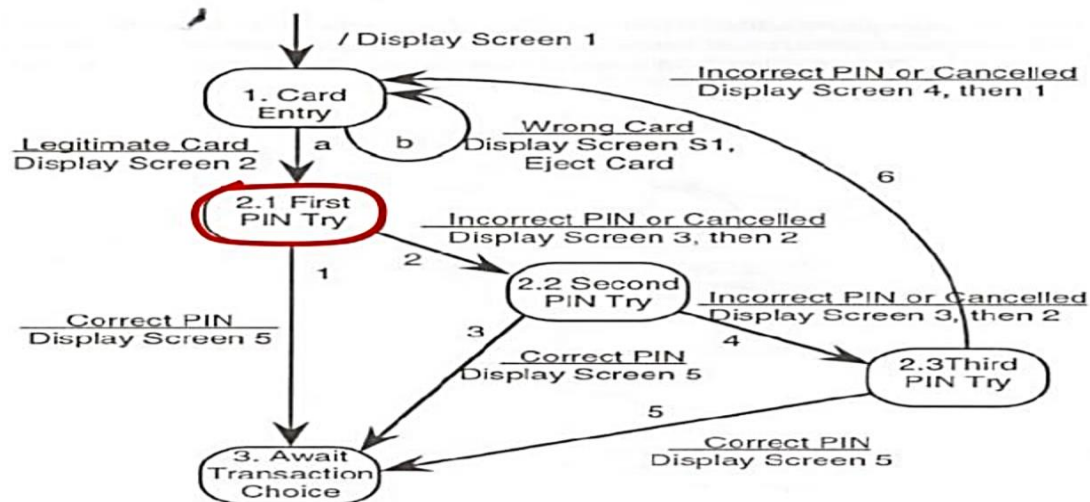 / Display Screen 1
1. Card
Entry
Incorrect PIN or Cancelled
Display Screen 4, then 1
Legitimate Card
Display Screen 2
a
b
Wrong Card
Display Screen S1,
Eject Card
6
2.1 First
PIN Try
Incorrect PIN or Cancelled
Display Screen 3, then 2
1
2
2.2 Second
PIN Try
Incorrect PIN or Cancelled
Display Screen 3, then 2
Correct PIN
Display Screen 5
3
4
Correct PIN
Display Screen 5
2.3Third
PIN Try
5
Correct PIN
Display Screen 5
3. Await
Transaction
Choice